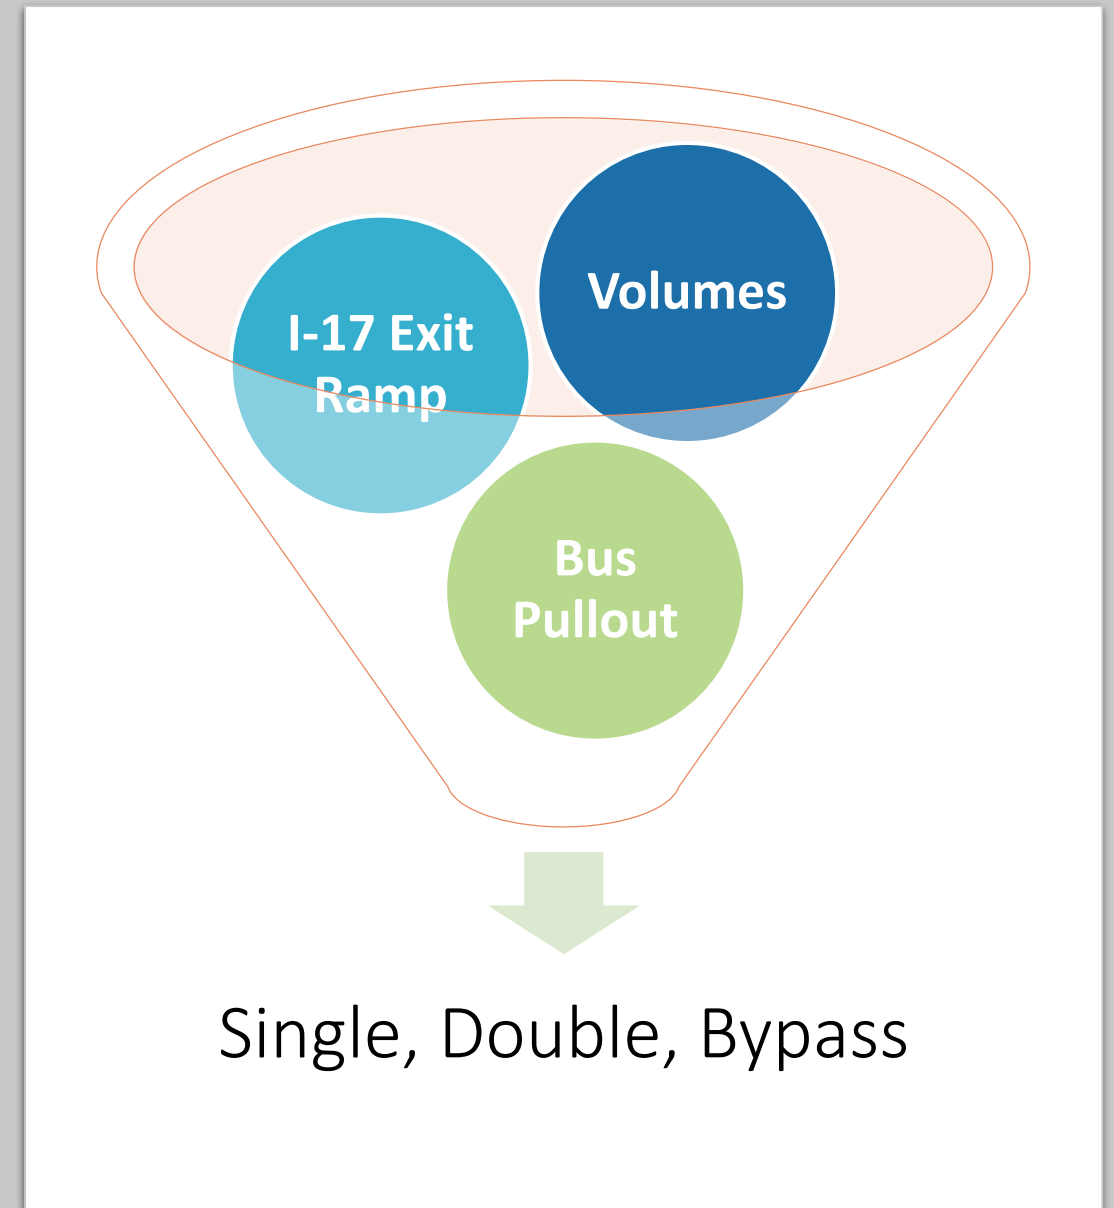 Volumes
I-17 Exit
Ramp
Bus
Pullout
Single, Double, Bypass